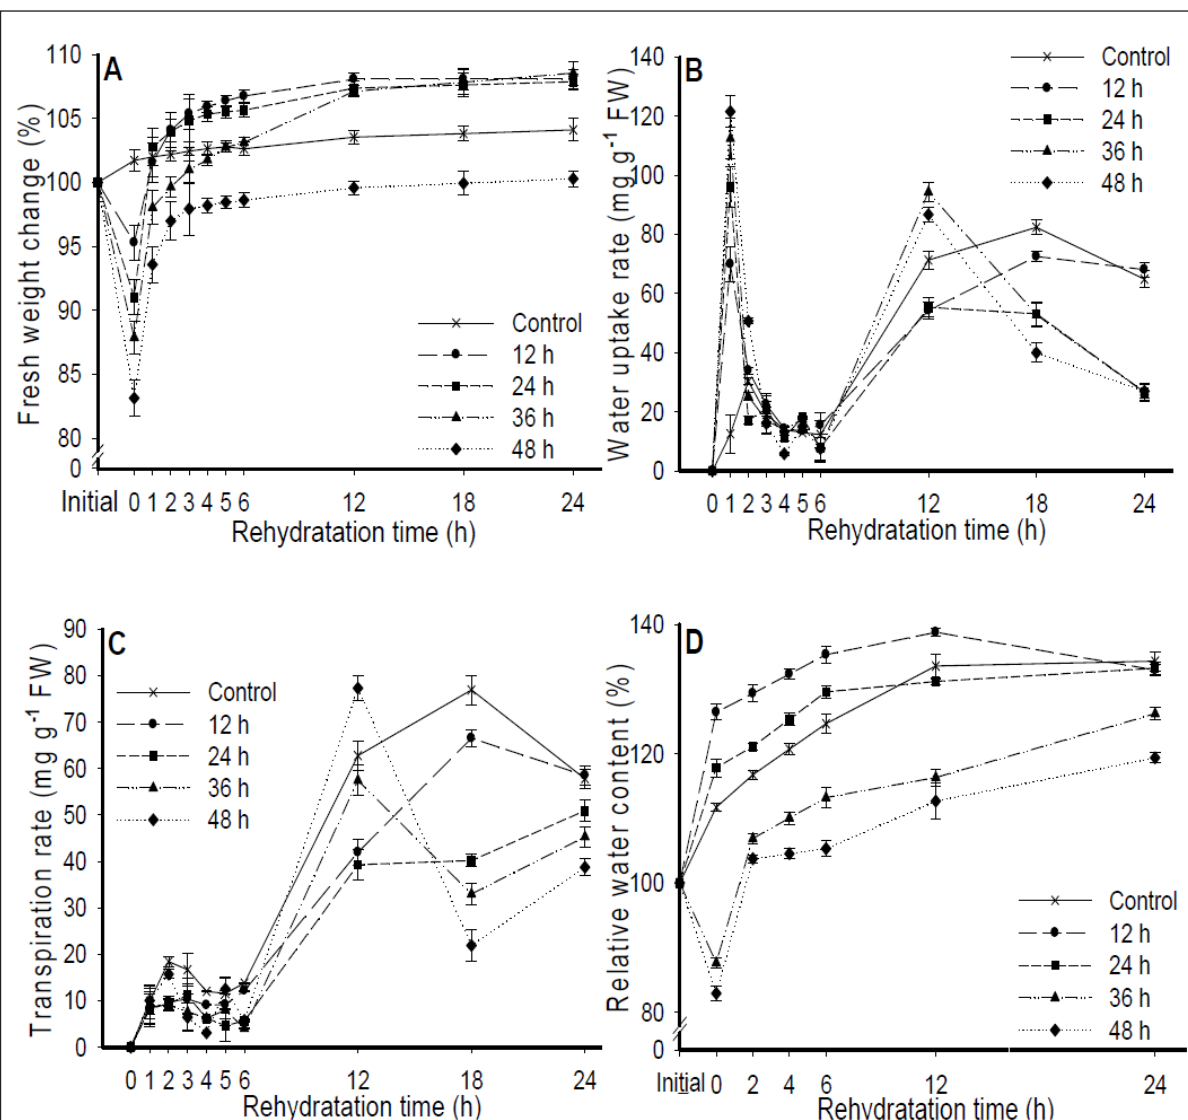 A
Fresh weight change (%)
110
105
100
95
90
85
80
0
Control
12 h
24 h
36 h
48 h
Initial 0 1 2 3 4 5 6 12 18 24
Rehydratation time (h)
B
Water uptake rate (mg g-1 FW)
140
120
100
80
60
40
20
0
Control
12 h
24 h
36 h
48 h
0 1 2 3 4 5 6 12 18 24
Rehydratation time (h)
C
Transpiration rate (mg g-1 FW)
90
80
70
60
50
40
30
20
10
0
Control
12 h
24 h
36 h
48 h
0 1 2 3 4 5 6 12 18 24
Rehydratation time (h)
D
Relative water content (%)
140
120
100
80
0
Control
12 h
24 h
36 h
48 h
Initial 0 2 4 6 12 24
Rehydratation time (h)